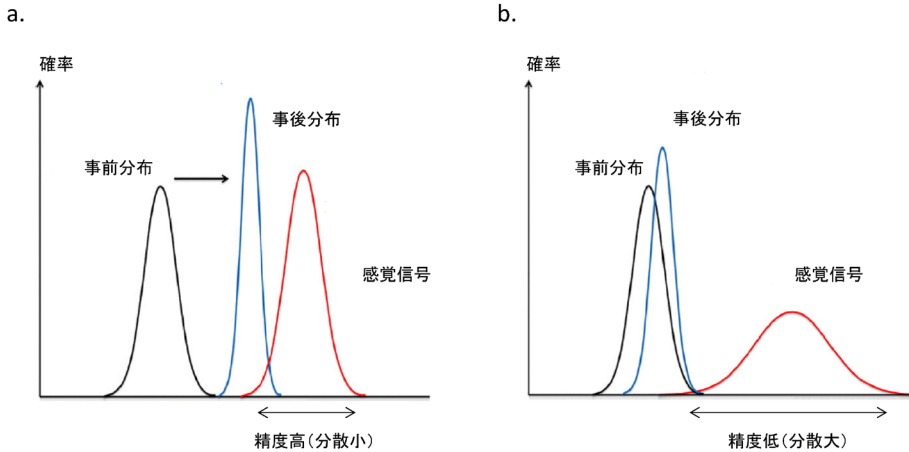 a.
確率
事前分布
事後分布
感覚信号
精度高(分散小)
b.
確率
事後分布
事前分布
感覚信号
精度低(分散大)